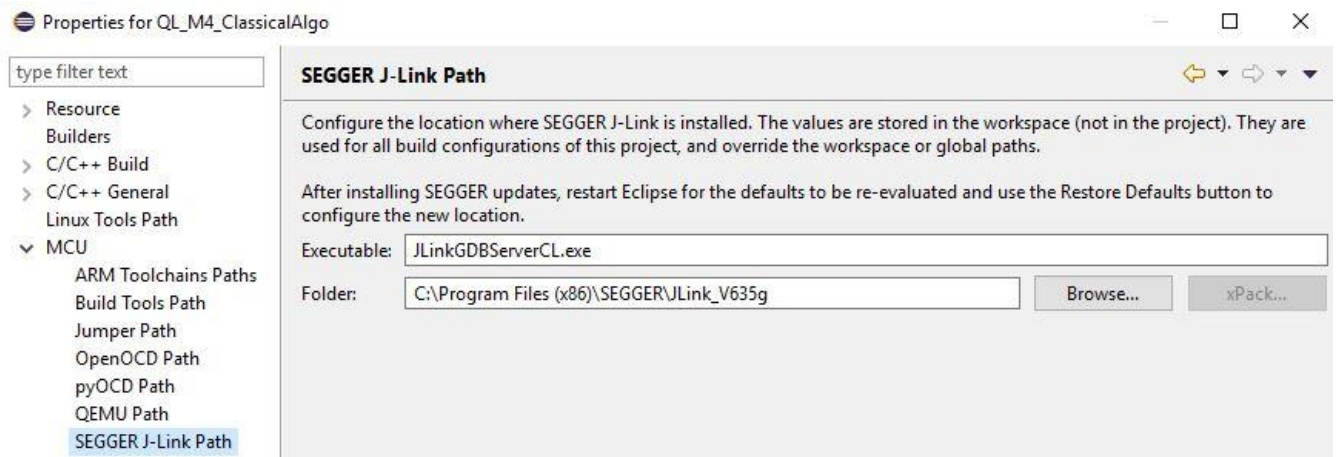 Properties for QL_M4_ClassicalAlgo
type filter text
Resource
Builders
C/C++ Build
C/C++ General
Linux Tools Path
MCU
ARM Toolchains Paths
Build Tools Path
Jumper Path
OpenOCD Path
pyOCD Path
QEMU Path
SEGGER J-Link Path
SEGGER J-Link Path
Configure the location where SEGGER J-Link is installed. The values are stored in the workspace (not in the project). They are
used for all build configurations of this project, and override the workspace or global paths.
After installing SEGGER updates, restart Eclipse for the defaults to be re-evaluated and use the Restore Defaults button to
configure the new location.
Executable: JLinkGDBServerCL.exe
Folder: C:\Program Files (x86)\SEGGER\JLink_V635g Browse... xPack...